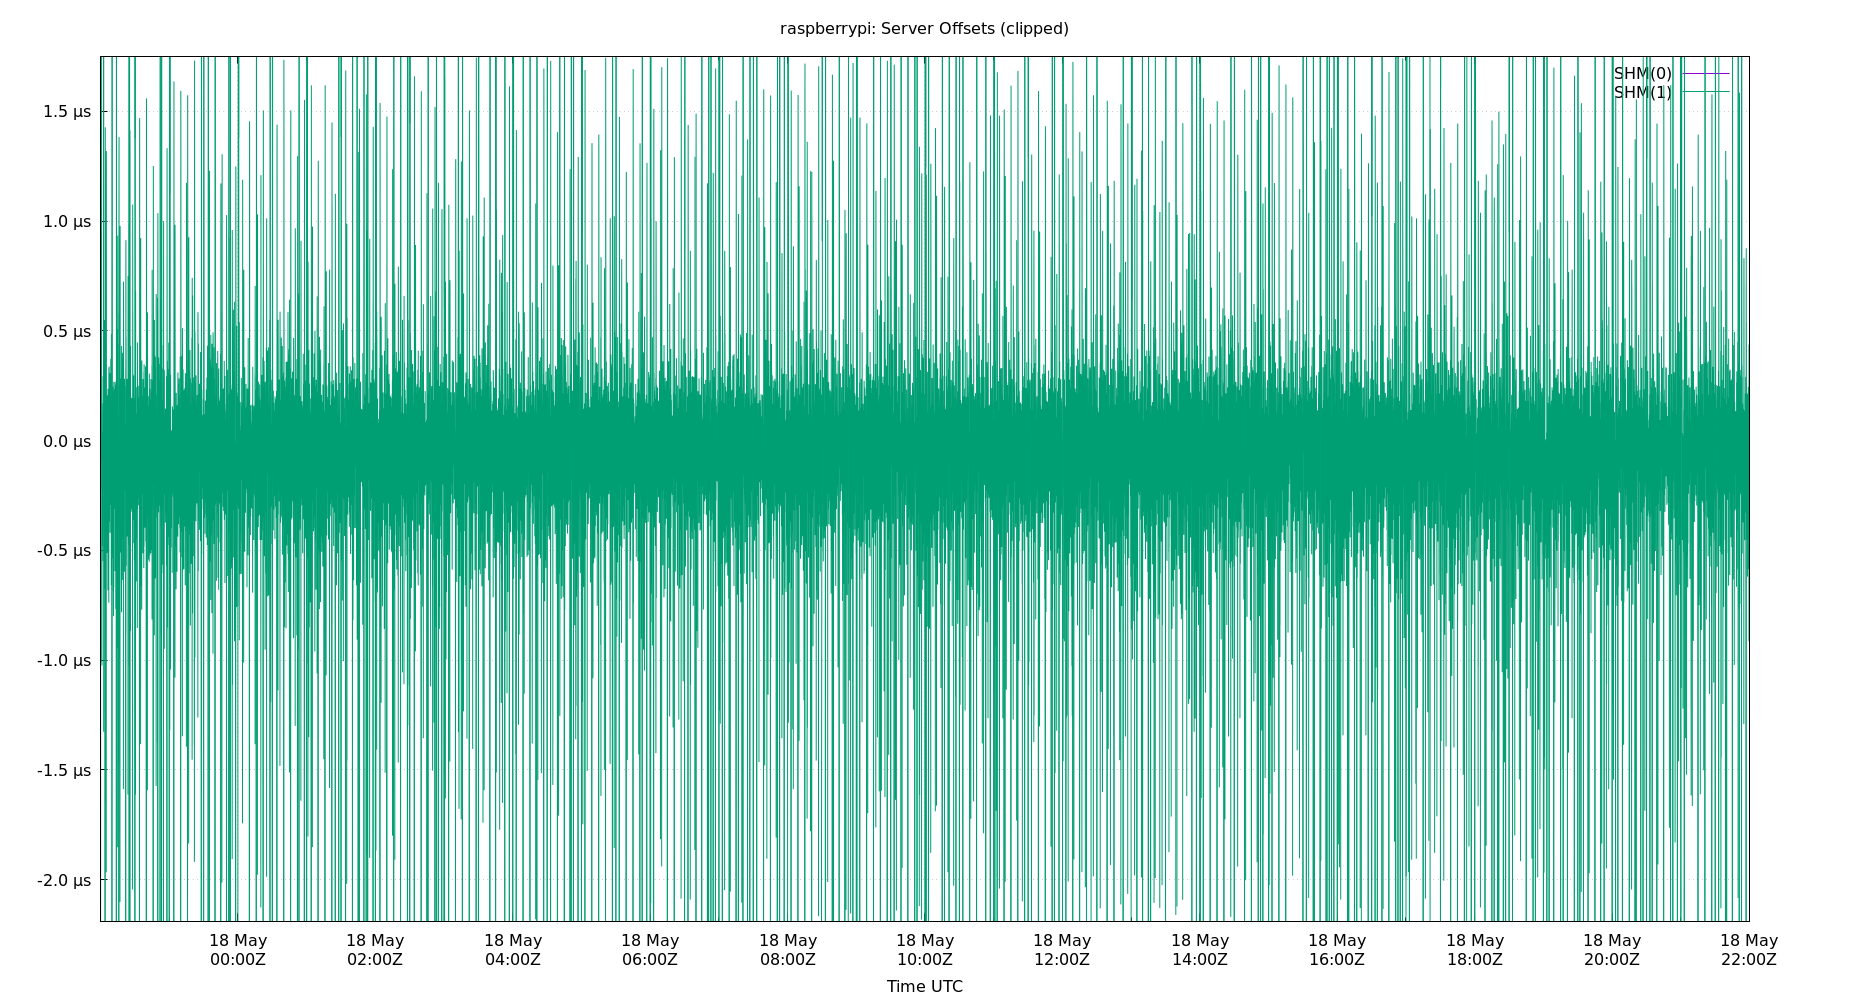 raspberrypi: Server Offsets (clipped)
SHM(0)
SHM(1)
1.5 µs
1.0 µs
0.5 µs
0.0 µs
-0.5 µs
-1.0 µs
-1.5 µs
-2.0 µs
18 May 18 May 18 May 18 May 18 May 18 May 18 May 18 May 18 May 18 May 18 May 18 May
00:00Z 02:00Z 04:00Z 06:00Z 08:00Z 10:00Z 12:00Z 14:00Z 16:00Z 18:00Z 20:00Z 22:00Z
Time UTC